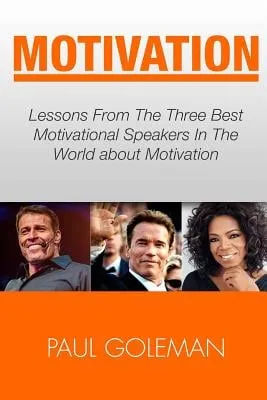 MOTIVATION
Lessons From The Three Best
Motivational Speakers In The
World about Motivation
PAUL GOLEMAN